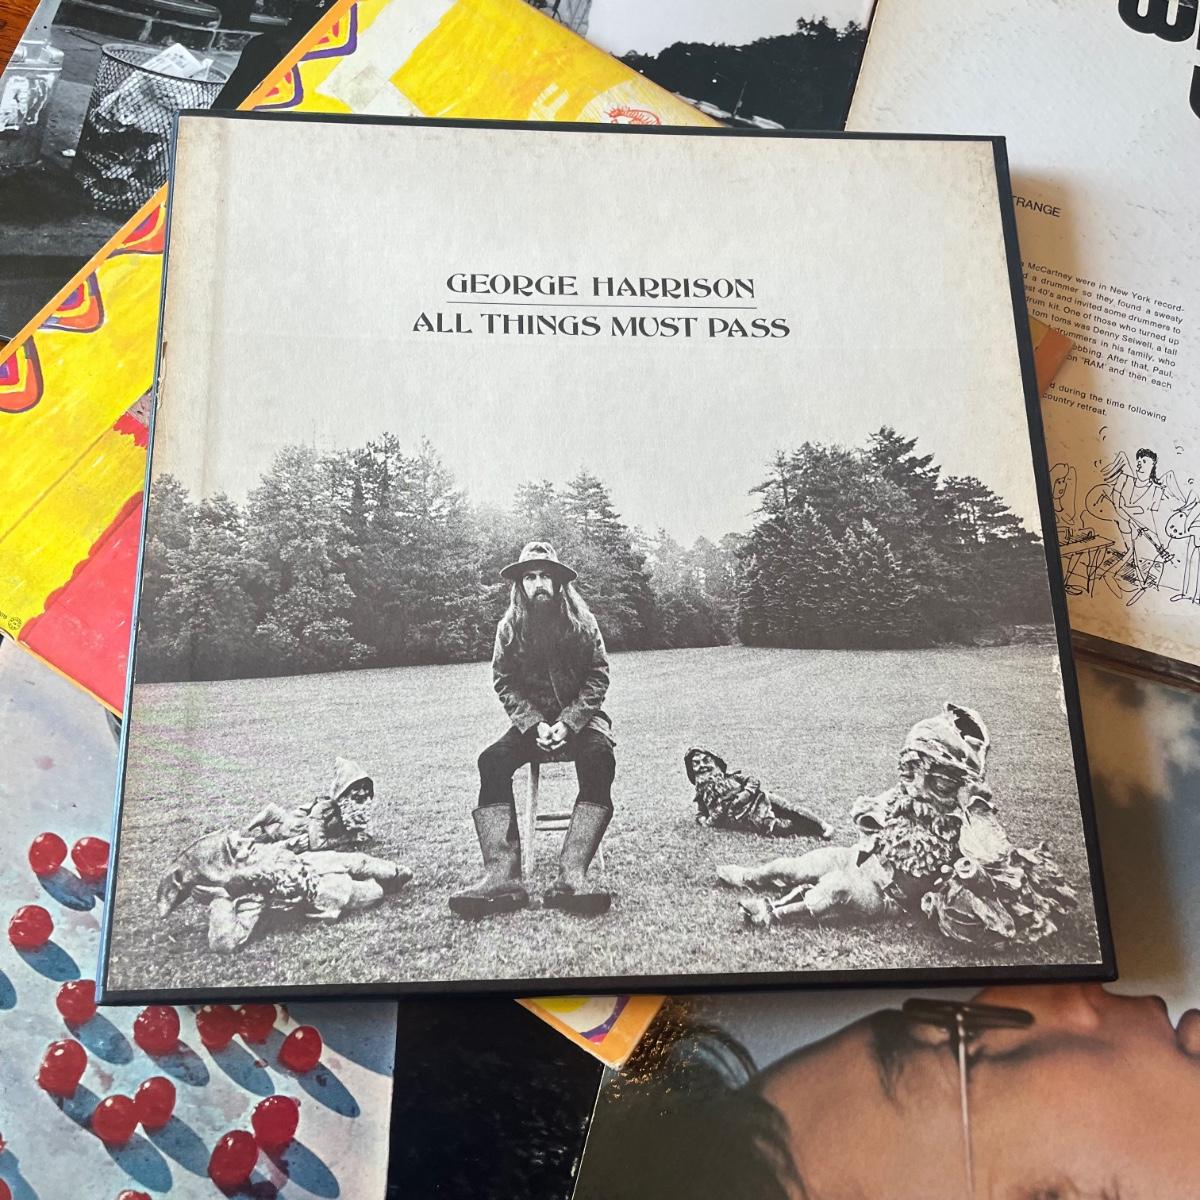 GEORGE HARRISON
ALL THINGS MUST PASS
TRANGE
McCartney were in New York record-
a drummer so they found a sweaty
40's and invited some drummers to
drum kit. One of those who turned up
tom toms was Denny Seiwell, a tall
drummers in his family, who
After that, Paul,
on "RAM" and then each
during the time following
country retreat.